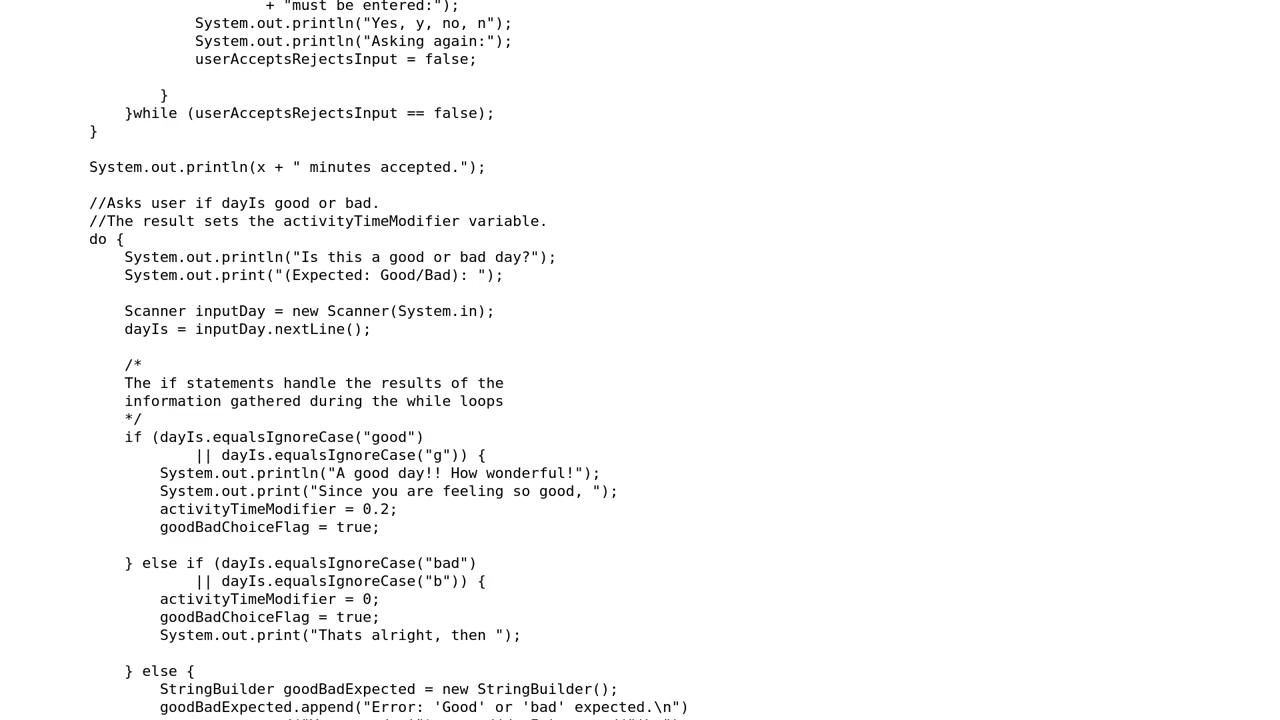 + "must be entered:");
System.out.println("Yes, y, no, n");
System.out.println("Asking again:");
userAcceptsRejectsInput = false;
}
}while (userAcceptsRejectsInput == false);
}
System.out.println(x + " minutes accepted.");
//Asks user if dayIs good or bad.
//The result sets the activityTimeModifier variable.
do {
System.out.println("Is this a good or bad day?");
System.out.print("(Expected: Good/Bad): ");
Scanner inputDay = new Scanner(System.in);
dayIs = inputDay.nextLine();
/*
The if statements handle the results of the
information gathered during the while loops
*/
if (dayIs.equalsIgnoreCase("good")
|| dayIs.equalsIgnoreCase("g")) {
System.out.println("A good day!! How wonderful!");
System.out.print("Since you are feeling so good, ");
activityTimeModifier = 0.2;
goodBadChoiceFlag = true;
} else if (dayIs.equalsIgnoreCase("bad")
|| dayIs.equalsIgnoreCase("b")) {
activityTimeModifier = 0;
goodBadChoiceFlag = true;
System.out.print("Thats alright, then ");
} else {
StringBuilder goodBadExpected = new StringBuilder();
goodBadExpected.append("Error: 'Good' or 'bad' expected.\n")